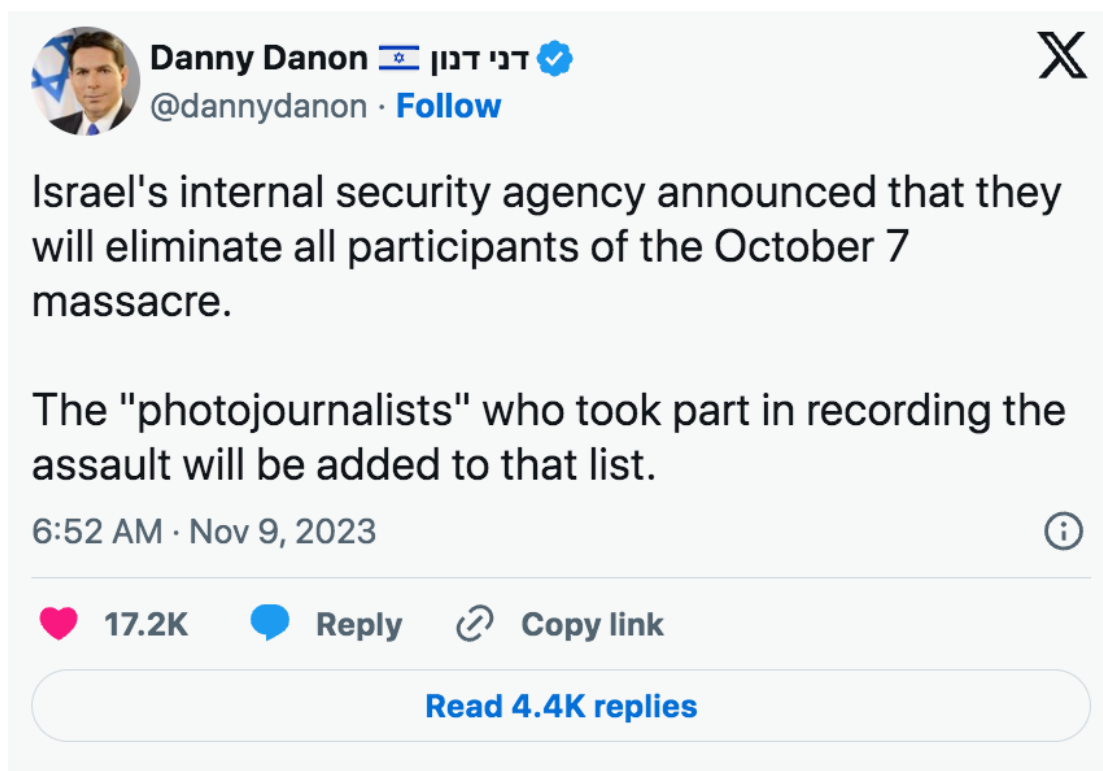 Danny Danon 🇮🇱 דני דנון
@dannydanon · Follow
Israel's internal security agency announced that they
will eliminate all participants of the October 7
massacre.
The "photojournalists" who took part in recording the
assault will be added to that list.
6:52 AM · Nov 9, 2023
17.2K Reply Copy link
Read 4.4K replies